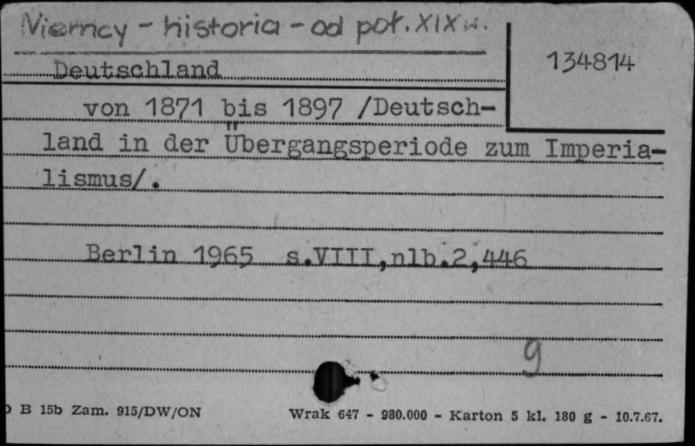 Niemcy - historia - od poł. XIX w.
134814
Deutschland
von 1871 bis 1897 /Deutsch-
land in der Übergangsperiode zum Imperia-
lismus/.
Berlin 1965 s.VIII,nlb.2,446
g
B 15b Zam. 915/DW/ON
Wrak 647 - 980.000 - Karton 5 kl. 180 g - 10.7.67.